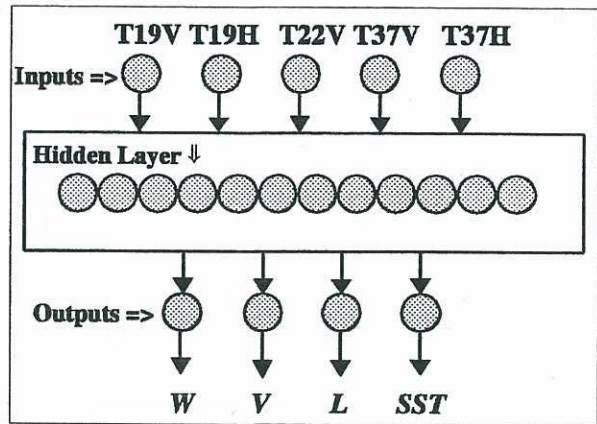 T19V T19H T22V T37V T37H
Inputs =>
Hidden Layer ⇓
Outputs =>
W V L SST